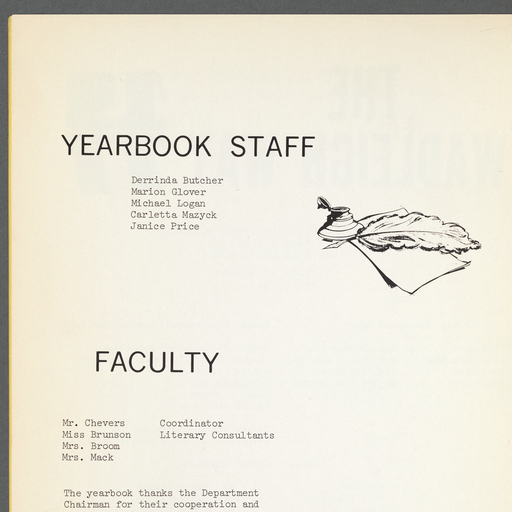 YEARBOOK STAFF
Derrinda Butcher
Marion Glover
Michael Logan
Carletta Mazyck
Janice Price
FACULTY
Mr. Chevers Coordinator
Miss Brunson Literary Consultants
Mrs. Broom
Mrs. Mack
The yearbook thanks the Department
Chairman for their cooperation and